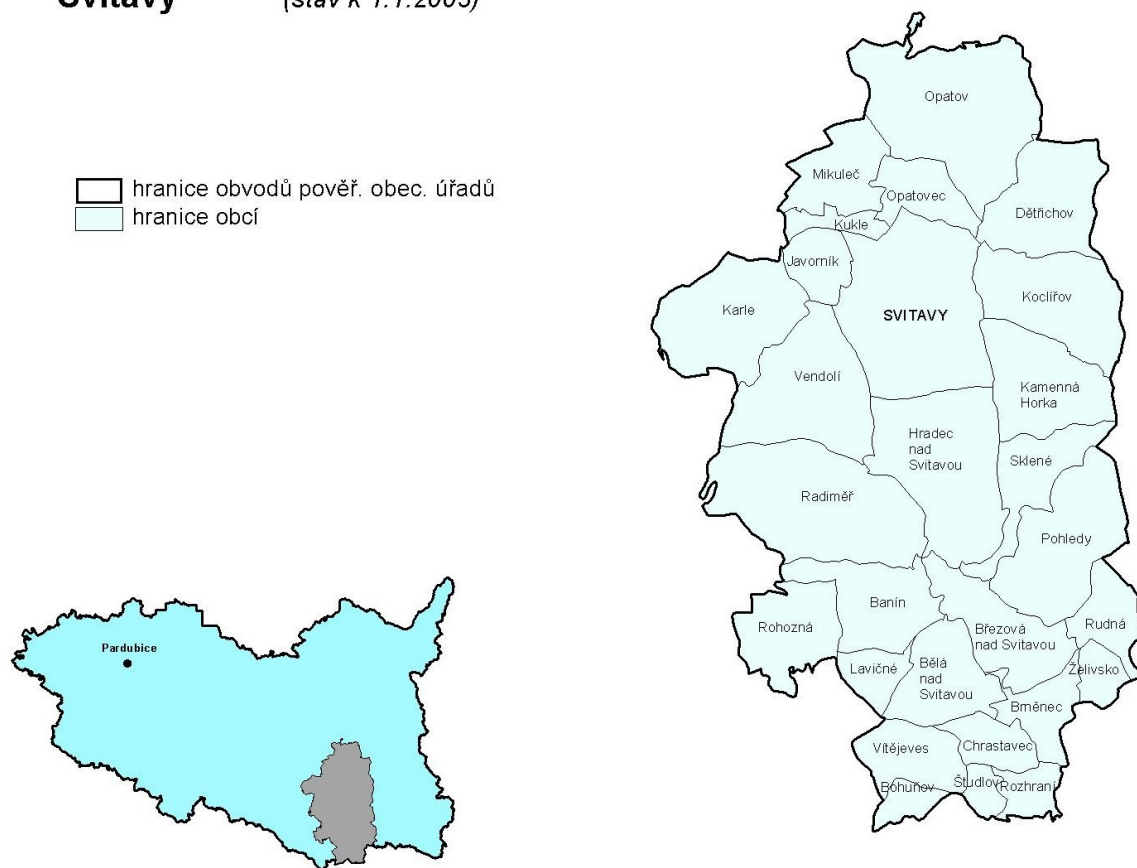 Svitavy (stav k 1.1.2005)
hranice obvodů pověř. obec. úřadů
hranice obcí
Opatov
Mikuleč
Opatovec
Dětřichov
Kukle
Javorník
Karle
SVITAVY
Koclířov
Vendolí
Kamenná
Horka
Hradec
nad
Svitavou
Sklené
Radiměř
Pohledy
Banín
Rohozná
Březová
nad Svitavou
Rudná
Lavičné
Bělá
nad
Svitavou
Želivsko
Brněnec
Vítějeves
Chrastavec
Bohuňov
Študlov
Rozhraní
Pardubice